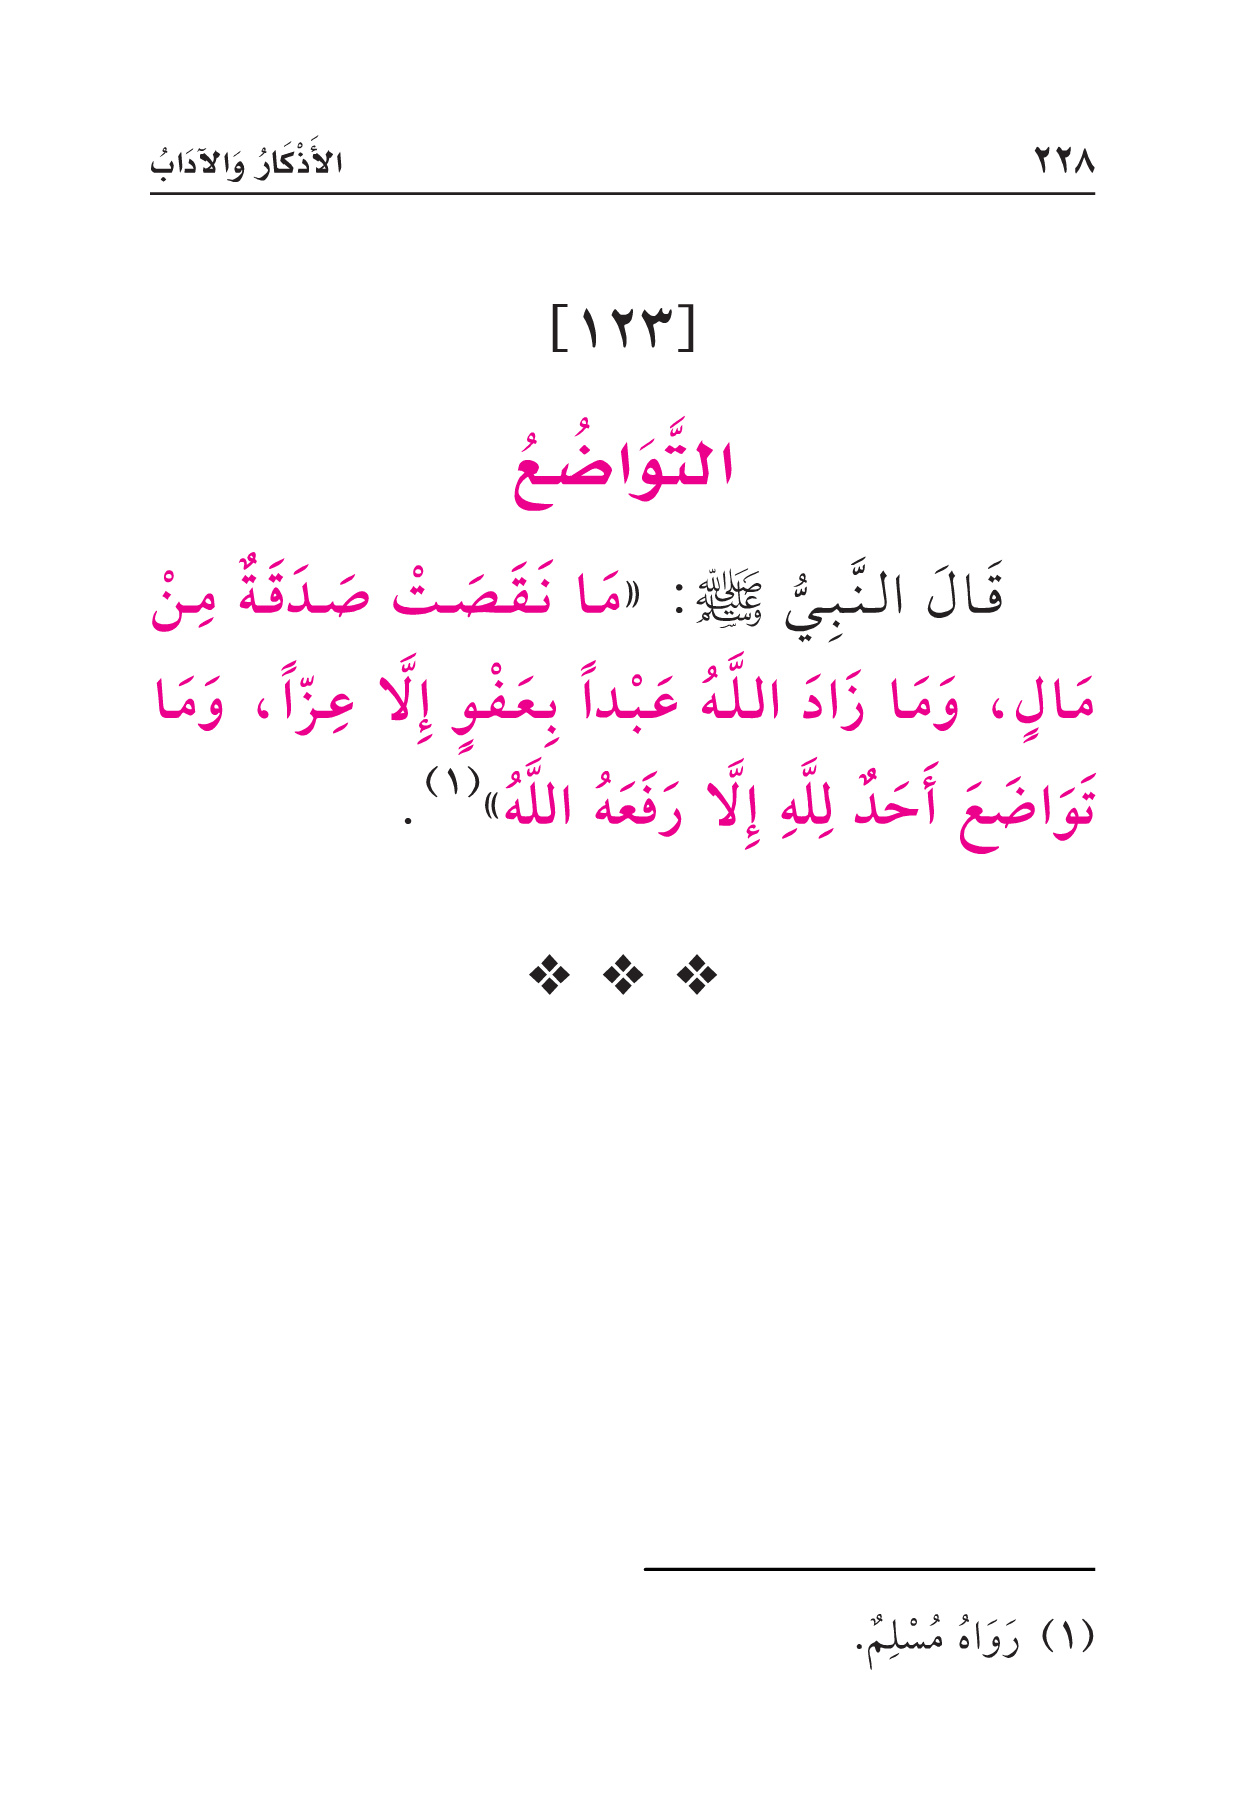 ٢٢٨ الأَذْكَارُ وَالآدَابُ
[١٢٣]
التَّوَاضُعُ
قَالَ النَّبِيُّ ﷺ: «مَا نَقَصَتْ صَدَقَةٌ مِنْ
مَالٍ، وَمَا زَادَ اللَّهُ عَبْداً بِعَفْوٍ إِلَّا عِزّاً، وَمَا
تَوَاضَعَ أَحَدٌ لِلَّهِ إِلَّا رَفَعَهُ اللَّهُ»(١).
(١) رَوَاهُ مُسْلِمٌ.